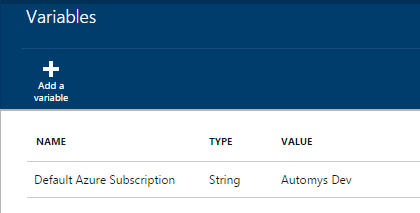 Variables
Add a
variable
NAME TYPE VALUE
Default Azure Subscription String Automys Dev